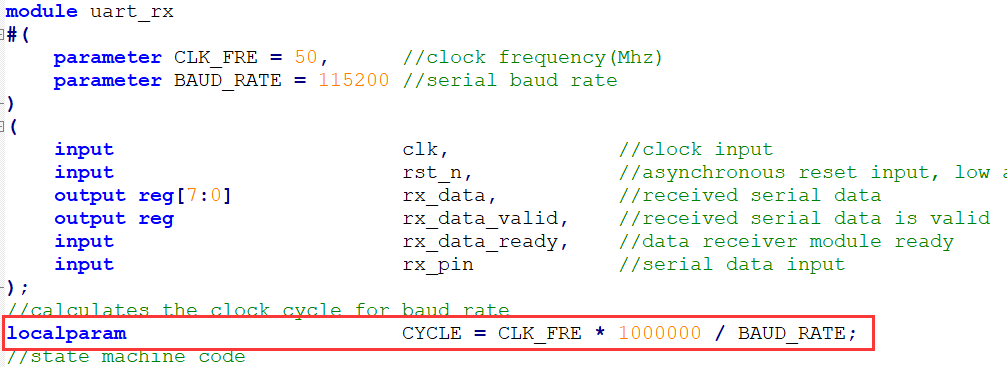 module uart_rx
#(
    parameter CLK_FRE = 50,      //clock frequency(Mhz)
    parameter BAUD_RATE = 115200 //serial baud rate
)
(
    input                        clk,              //clock input
    input                        rst_n,            //asynchronous reset input, low
    output reg[7:0]              rx_data,          //received serial data
    output reg                   rx_data_valid,    //received serial data is valid
    input                        rx_data_ready,    //data receiver module ready
    input                        rx_pin            //serial data input
);
//calculates the clock cycle for baud rate
localparam                       CYCLE = CLK_FRE * 1000000 / BAUD_RATE;
//state machine code